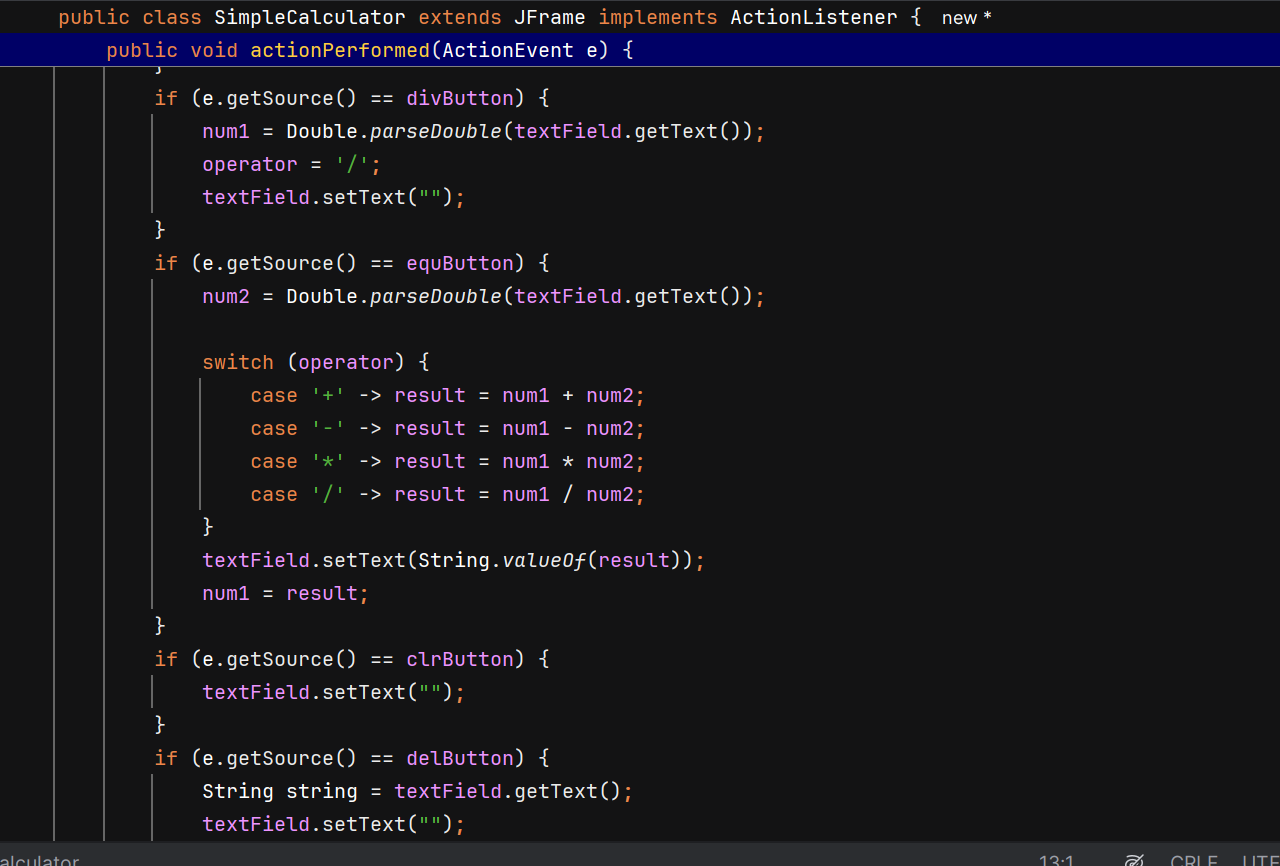 public class SimpleCalculator extends JFrame implements ActionListener { new *
public void actionPerformed(ActionEvent e) {
}
if (e.getSource() == divButton) {
num1 = Double.parseDouble(textField.getText());
operator = '/';
textField.setText("");
}
if (e.getSource() == equButton) {
num2 = Double.parseDouble(textField.getText());
switch (operator) {
case '+' -> result = num1 + num2;
case '-' -> result = num1 - num2;
case '*' -> result = num1 * num2;
case '/' -> result = num1 / num2;
}
textField.setText(String.valueOf(result));
num1 = result;
}
if (e.getSource() == clrButton) {
textField.setText("");
}
if (e.getSource() == delButton) {
String string = textField.getText();
textField.setText("");
alculator 13:1 CRLF UTF